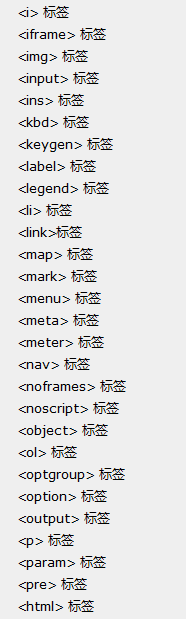 <i> 标签
<iframe> 标签
<img> 标签
<input> 标签
<ins> 标签
<kbd> 标签
<keygen> 标签
<label> 标签
<legend> 标签
<li> 标签
<link>标签
<map> 标签
<mark> 标签
<menu> 标签
<meta> 标签
<meter> 标签
<nav> 标签
<noframes> 标签
<noscript> 标签
<object> 标签
<ol> 标签
<optgroup> 标签
<option> 标签
<output> 标签
<p> 标签
<param> 标签
<pre> 标签
<html> 标签